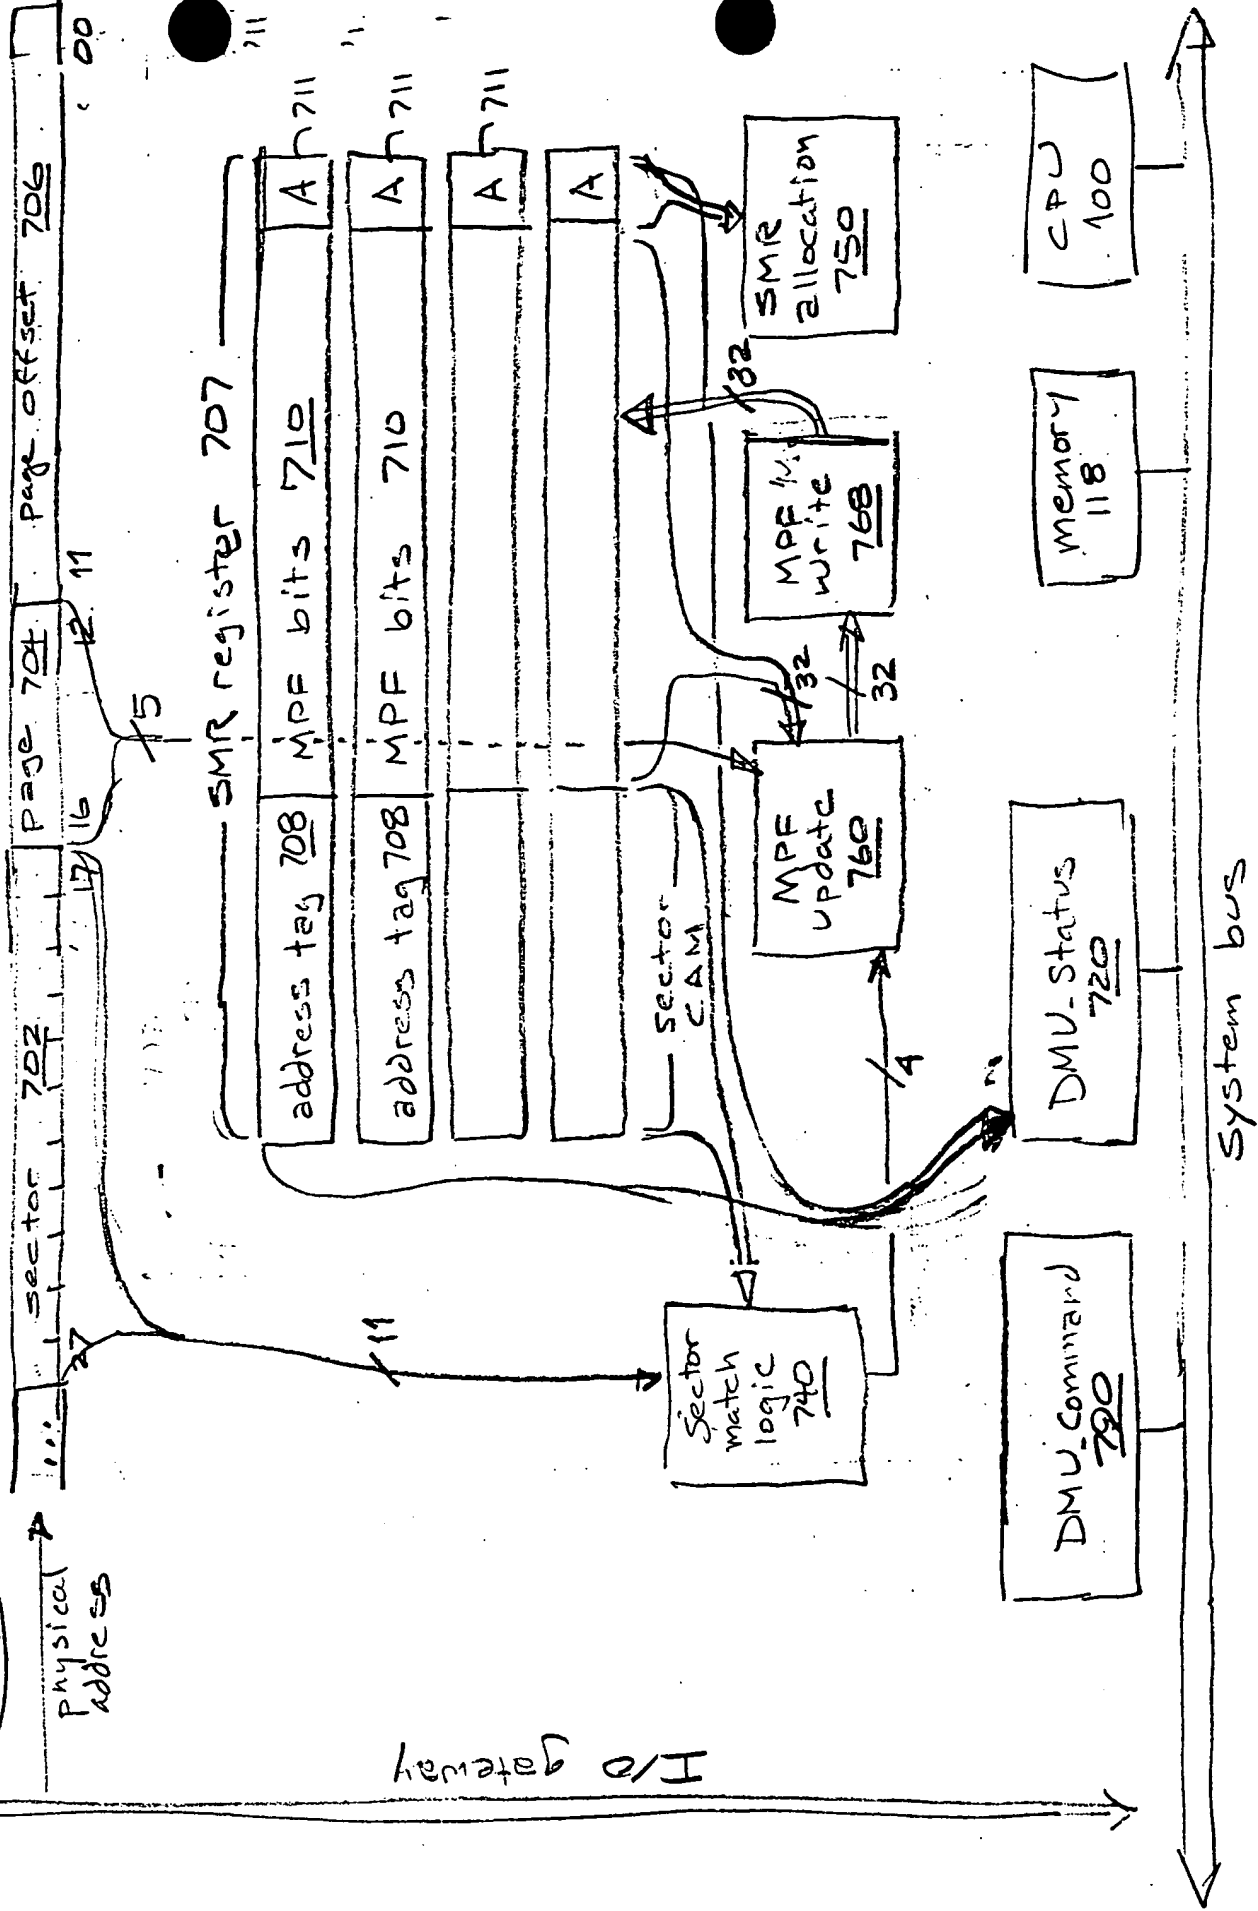 physical
address
...
sector 702
page 704
page offset 706
27
17
16
12
11
00
5
11
SMR register 707
address tag 708
MPF bits 710
A
711
address tag 708
MPF bits 710
A
711
A
711
A
sector
CAM
32
Sector
match
logic
740
4
MPF
update
760
32
32
MPF
write
768
SMR
allocation
750
DMU_Command
790
DMU_Status
720
memory
118
CPU
100
System bus
I/O gateway